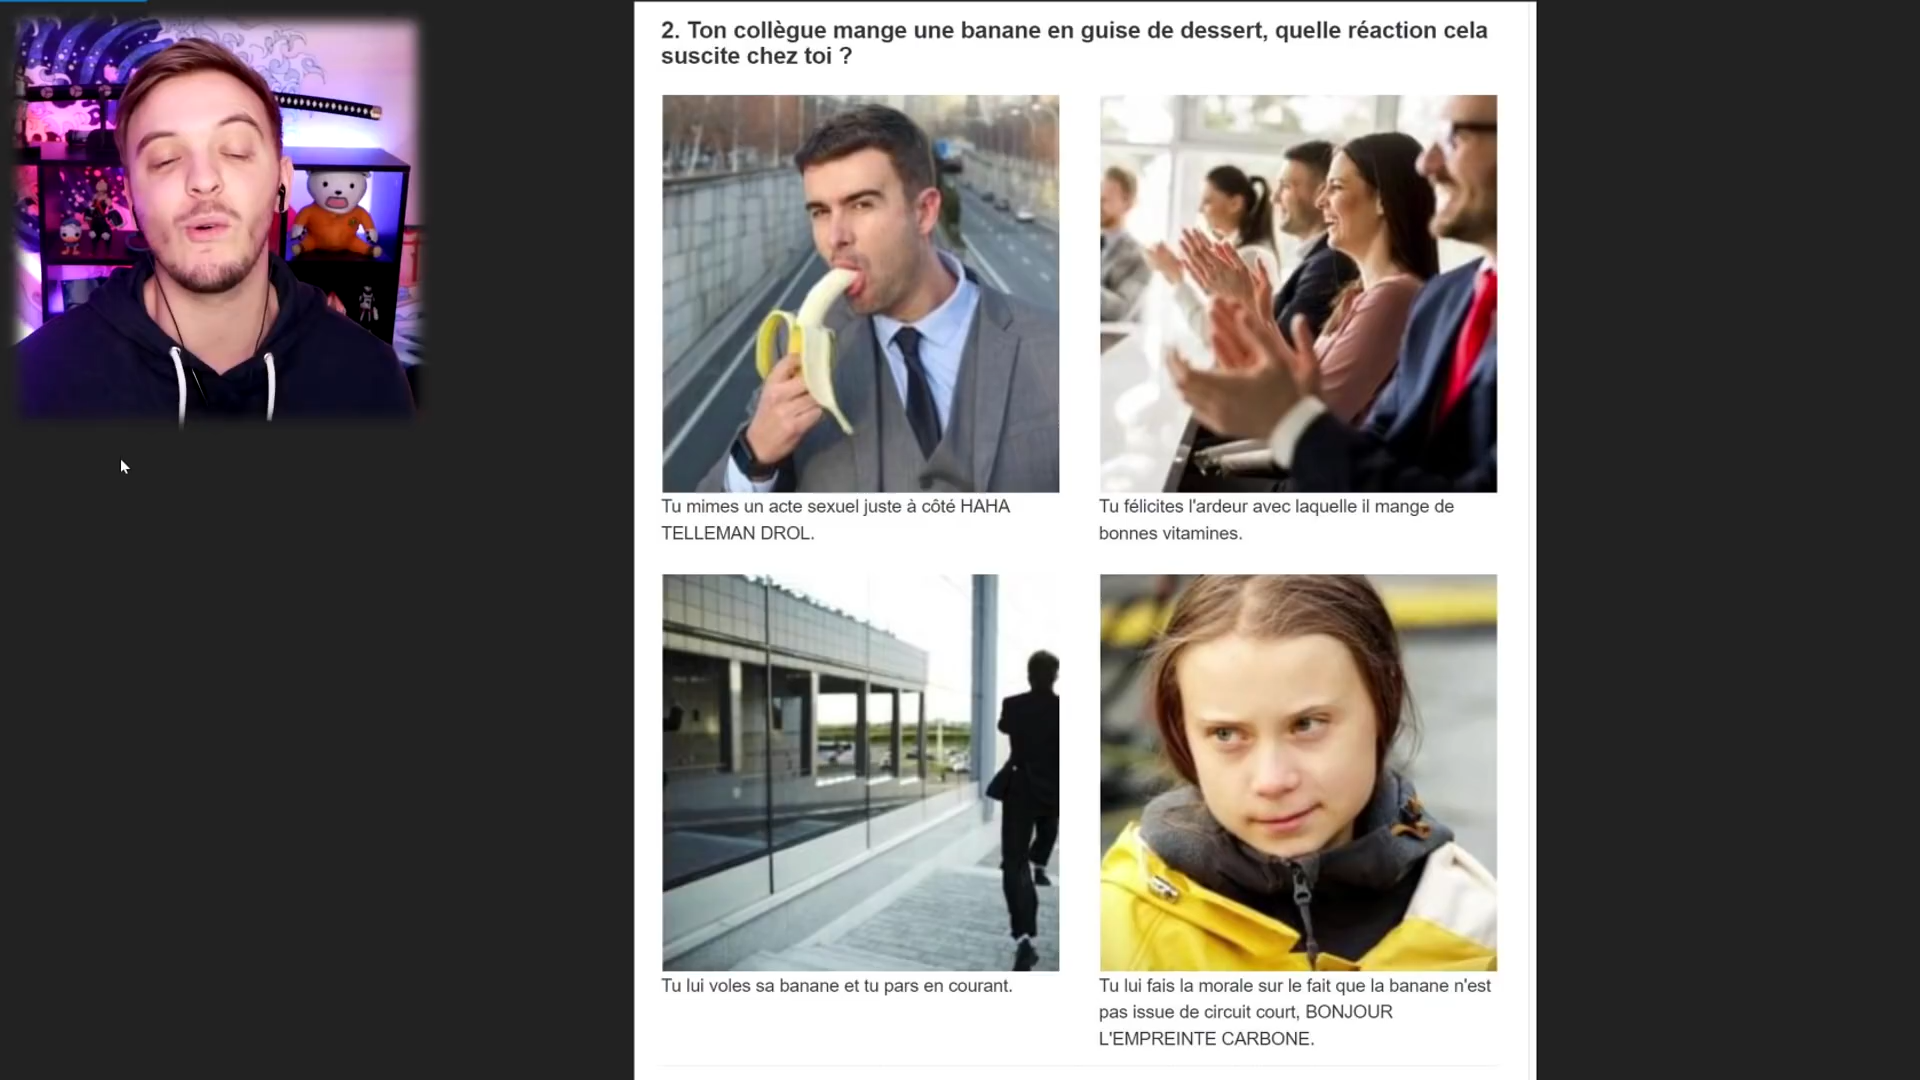 2. Ton collègue mange une banane en guise de dessert, quelle réaction cela
suscite chez toi ?
Tu mimes un acte sexuel juste à côté HAHA
TELLEMAN DROL.
Tu félicites l'ardeur avec laquelle il mange de
bonnes vitamines.
Tu lui voles sa banane et tu pars en courant.
Tu lui fais la morale sur le fait que la banane n'est
pas issue de circuit court, BONJOUR
L'EMPREINTE CARBONE.